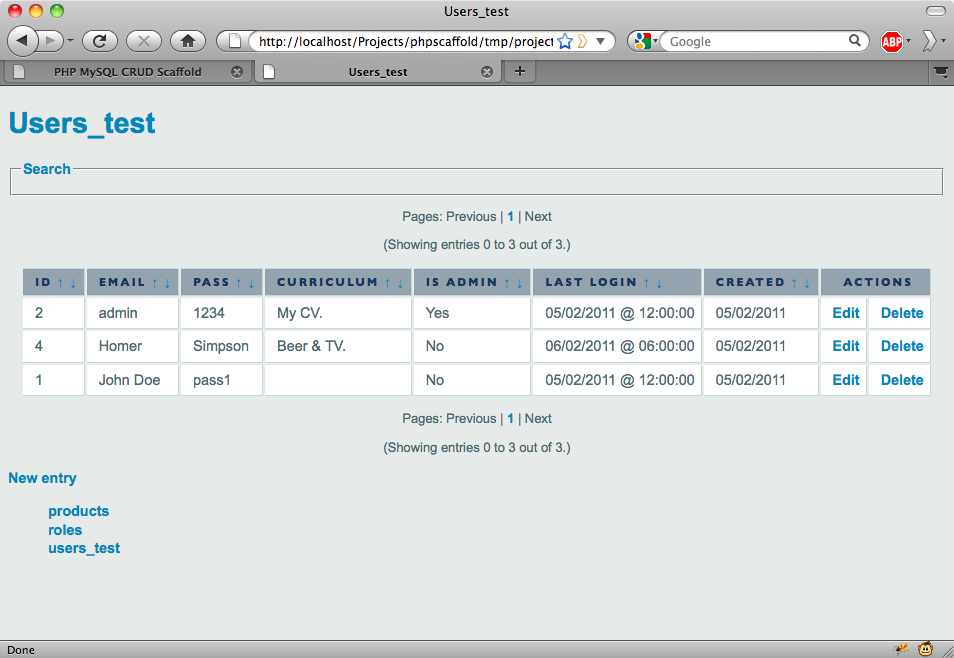 Users_test
http://localhost/Projects/phpscaffold/tmp/project
Google
ABP
PHP MySQL CRUD Scaffold
Users_test
+
Users_test
Search
Pages: Previous | 1 | Next
(Showing entries 0 to 3 out of 3.)
ID ↑ ↓ EMAIL ↑ ↓ PASS ↑ ↓ CURRICULUM ↑ ↓ IS ADMIN ↑ ↓ LAST LOGIN ↑ ↓ CREATED ↑ ↓ ACTIONS
2 admin 1234 My CV. Yes 05/02/2011 @ 12:00:00 05/02/2011 Edit Delete
4 Homer Simpson Beer & TV. No 06/02/2011 @ 06:00:00 05/02/2011 Edit Delete
1 John Doe pass1 No 05/02/2011 @ 12:00:00 05/02/2011 Edit Delete
Pages: Previous | 1 | Next
(Showing entries 0 to 3 out of 3.)
New entry
products
roles
users_test
Done